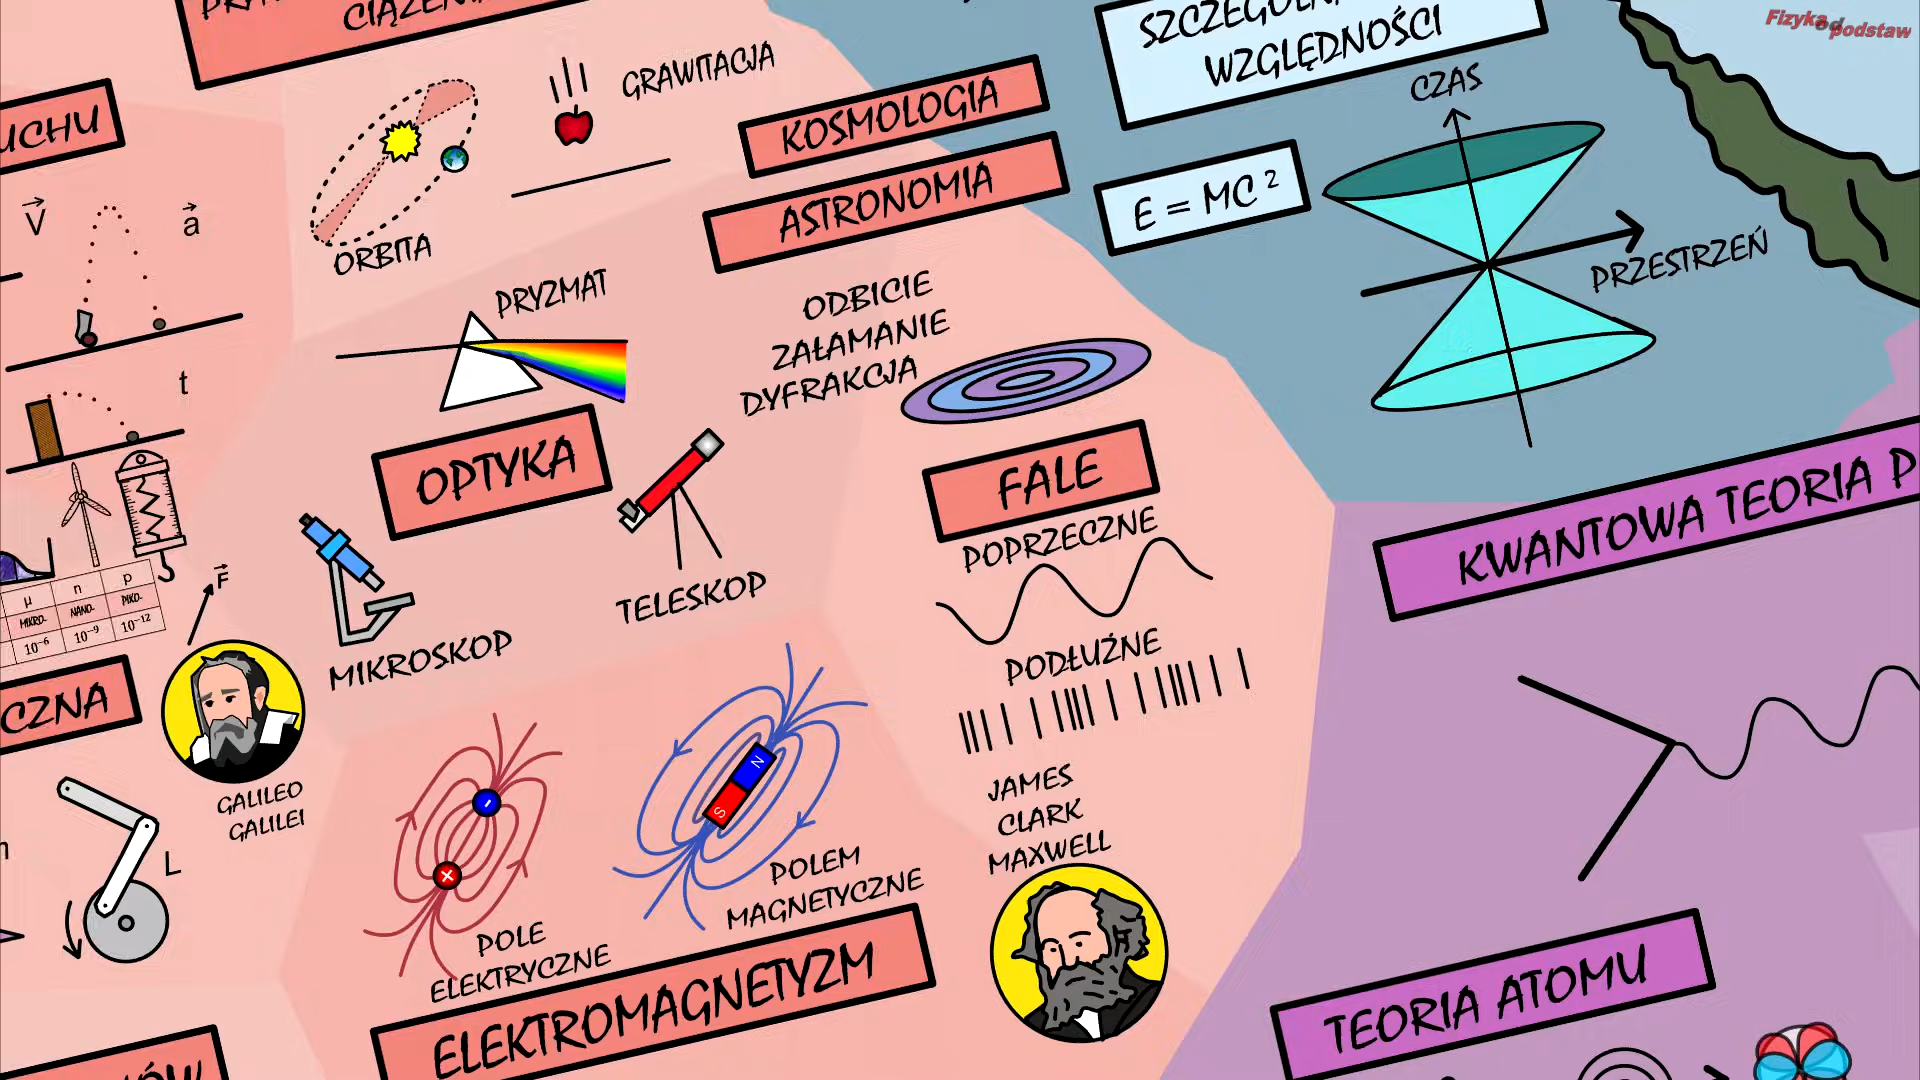 Fizyka od podstaw
WZGLĘDNOŚCI
CZAS
GRAWITACJA
KOSMOLOGIA
ASTRONOMIA
E = MC²
PRZESTRZEŃ
ORBITA
V
a
PRYZMAT
ODBICIE
ZAŁAMANIE
DYFRAKCJA
t
OPTYKA
FALE
POPRZECZNE
KWANTOWA TEORIA P
TELESKOP
MIKROSKOP
PODŁUŻNE
F
μ n p
MIKRO- NANO- PIKO-
10⁻⁶ 10⁻⁹ 10⁻¹²
CZNA
GALILEO
GALILEI
L
N
S
JAMES
CLARK
MAXWELL
POLEM
MAGNETYCZNE
POLE
ELEKTRYCZNE
ELEKTROMAGNETYZM
TEORIA ATOMU